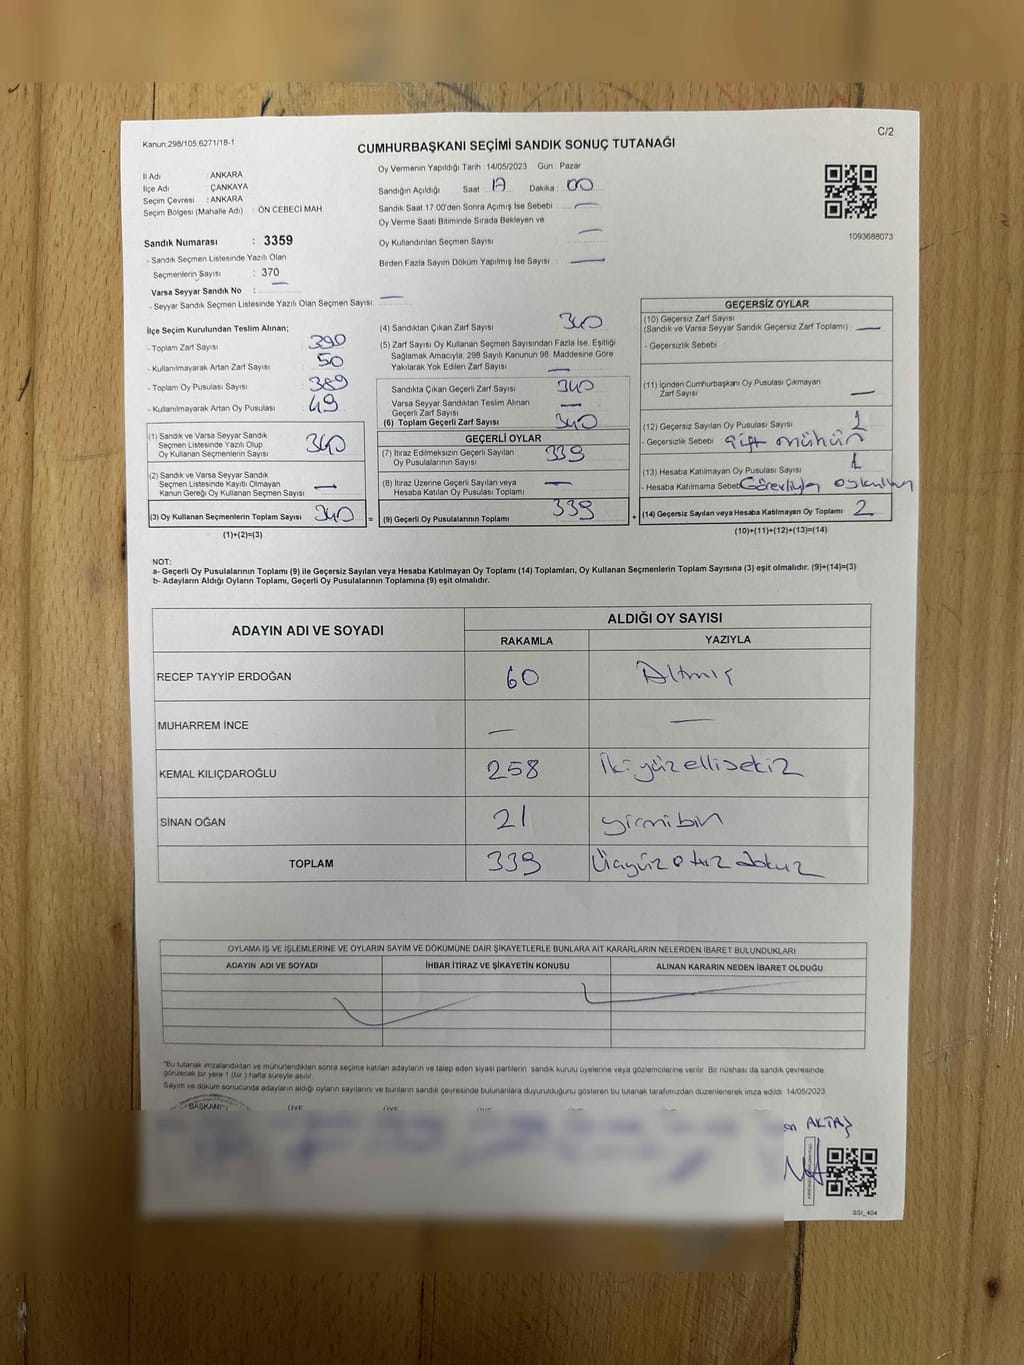 C/2
Kanun:298/105,6271/18-1
CUMHURBAŞKANI SEÇİMİ SANDIK SONUÇ TUTANAĞI
İl Adı : ANKARA
İlçe Adı : ÇANKAYA
Seçim Çevresi : ANKARA
Seçim Bölgesi (Mahalle Adı) : ÖN CEBECİ MAH.
Sandık Numarası : 3359
- Sandık Seçmen Listesinde Yazılı Olan
Seçmenlerin Sayısı : 370
Varsa Seyyar Sandık No : —
- Seyyar Sandık Seçmen Listesinde Yazılı Olan Seçmen Sayısı: —
Oy Vermenin Yapıldığı Tarih : 14/05/2023 Gün : Pazar
Sandığın Açıldığı Saat : 17 Dakika : 00
Sandık Saat 17:00'den Sonra Açımış İse Sebebi : —
Oy Verme Saati Bitiminde Sırada Bekleyen ve
Oy Kullandırılan Seçmen Sayısı —
Birden Fazla Sayım Döküm Yapılmış İse Sayısı : —
1093688073
İlçe Seçim Kurulundan Teslim Alınan;
- Toplam Zarf Sayısı : 390
- Kullanılmayarak Artan Zarf Sayısı : 50
- Toplam Oy Pusulası Sayısı : 389
- Kullanılmayarak Artan Oy Pusulası : 49
(1) Sandık ve Varsa Seyyar Sandık
Seçmen Listesinde Yazılı Olup
Oy Kullanan Seçmenlerin Sayısı 340
(2) Sandık ve Varsa Seyyar Sandık
Seçmen Listesinde Kayıtlı Olmayan
Kanun Gereği Oy Kullanan Seçmen Sayısı —
(3) Oy Kullanan Seçmenlerin Toplam Sayısı 340 =
(1)+(2)=(3)
(4) Sandıktan Çıkan Zarf Sayısı 340
(5) Zarf Sayısı Oy Kullanan Seçmen Sayısından Fazla İse, Eşitliği
Sağlamak Amacıyla, 298 Sayılı Kanunun 98. Maddesine Göre
Yakılarak Yok Edilen Zarf Sayısı —
Sandıkta Çıkan Geçerli Zarf Sayısı 340
Varsa Seyyar Sandıktan Teslim Alınan
Geçerli Zarf Sayısı —
(6) Toplam Geçerli Zarf Sayısı 340
GEÇERLİ OYLAR
(7) İtiraz Edilmeksizin Geçerli Sayılan
Oy Pusulalarının Sayısı 339
(8) İtiraz Üzerine Geçerli Sayılan veya
Hesaba Katılan Oy Pusulaları Toplamı —
(9) Geçerli Oy Pusulalarının Toplamı 339 +
GEÇERSİZ OYLAR
(10) Geçersiz Zarf Sayısı
(Sandık ve Varsa Seyyar Sandık Geçersiz Zarf Toplamı) : —
- Geçersizlik Sebebi :
(11) İçinden Cumhurbaşkanı Oy Pusulası Çıkmayan
Zarf Sayısı —
(12) Geçersiz Sayılan Oy Pusulası Sayısı 1
- Geçersizlik Sebebi : Çift mühür
(13) Hesaba Katılmayan Oy Pusulası Sayısı 1
- Hesaba Katılmama Sebebi
(14) Geçersiz Sayılan veya Hesaba Katılmayan Oy Toplamı 2
(10)+(11)+(12)+(13)=(14)
NOT:
a- Geçerli Oy Pusulalarının Toplamı (9) ile Geçersiz Sayılan veya Hesaba Katılmayan Oy Toplamı (14) Toplamları, Oy Kullanan Seçmenlerin Toplam Sayısına (3) eşit olmalıdır. (9)+(14)=(3)
b- Adayların Aldığı Oyların Toplamı, Geçerli Oy Pusulalarının Toplamına (9) eşit olmalıdır.
ADAYIN ADI VE SOYADI ALDIĞI OY SAYISI
RAKAMLA YAZIYLA
RECEP TAYYİP ERDOĞAN 60 Altmış
MUHARREM İNCE — —
KEMAL KILIÇDAROĞLU 258 İkiyüzellisekiz
SİNAN OĞAN 21 yirmibir
TOPLAM 339 Üçyüz otuz dokuz
OYLAMA İŞ VE İŞLEMLERİNE VE OYLARIN SAYIM VE DÖKÜMÜNE DAİR ŞİKAYETLERLE BUNLARA AİT KARARLARIN NELERDEN İBARET BULUNDUKLARI
ADAYIN ADI VE SOYADI İHBAR İTİRAZ VE ŞİKAYETİN KONUSU ALINAN KARARIN NEDEN İBARET OLDUĞU
*Bu tutanak imzalandıktan ve mühürlendikten sonra seçime katılan adayların ve talep eden siyasi partilerin sandık kurulu üyelerine veya gözlemcilerine verilir. Bir nüshası da sandık çevresinde
görülecek bir yere 1 (bir ) hafta süreyle asılır.
Sayım ve döküm sonucunda adayların aldığı oyların sayılarını ve bunların sandık çevresinde bulunanlara duyurulduğunu gösteren bu tutanak tarafımızdan düzenlenerek imza edildi. 14/05/2023
BAŞKAN ÜYE ÜYE
AKTAŞ
SSI_404